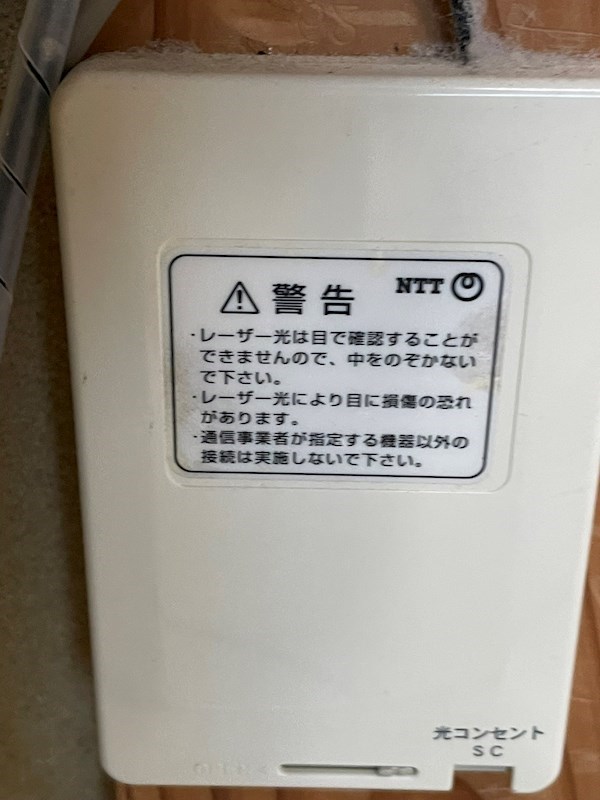 警告 NTT
・レーザー光は目で確認することが
できませんので、中をのぞかない
で下さい。
・レーザー光により目に損傷の恐れ
があります。
・通信事業者が指定する機器以外の
接続は実施しないで下さい。
光コンセント
SC